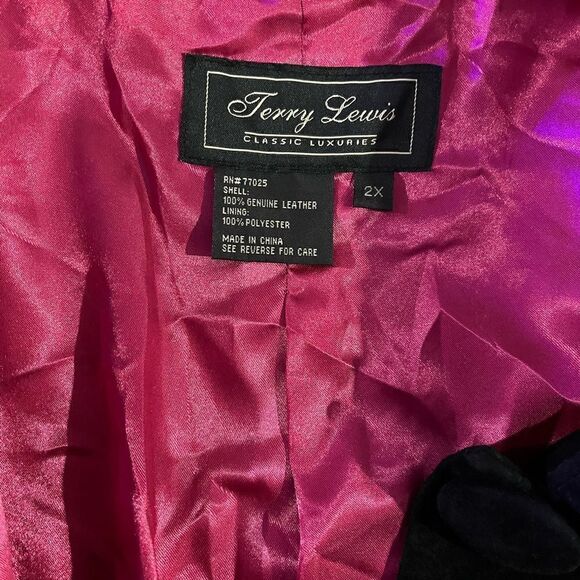 Terry Lewis
CLASSIC LUXURIES
RN# 77025
SHELL:
100% GENUINE LEATHER
LINING:
100% POLYESTER
MADE IN CHINA
SEE REVERSE FOR CARE
2X